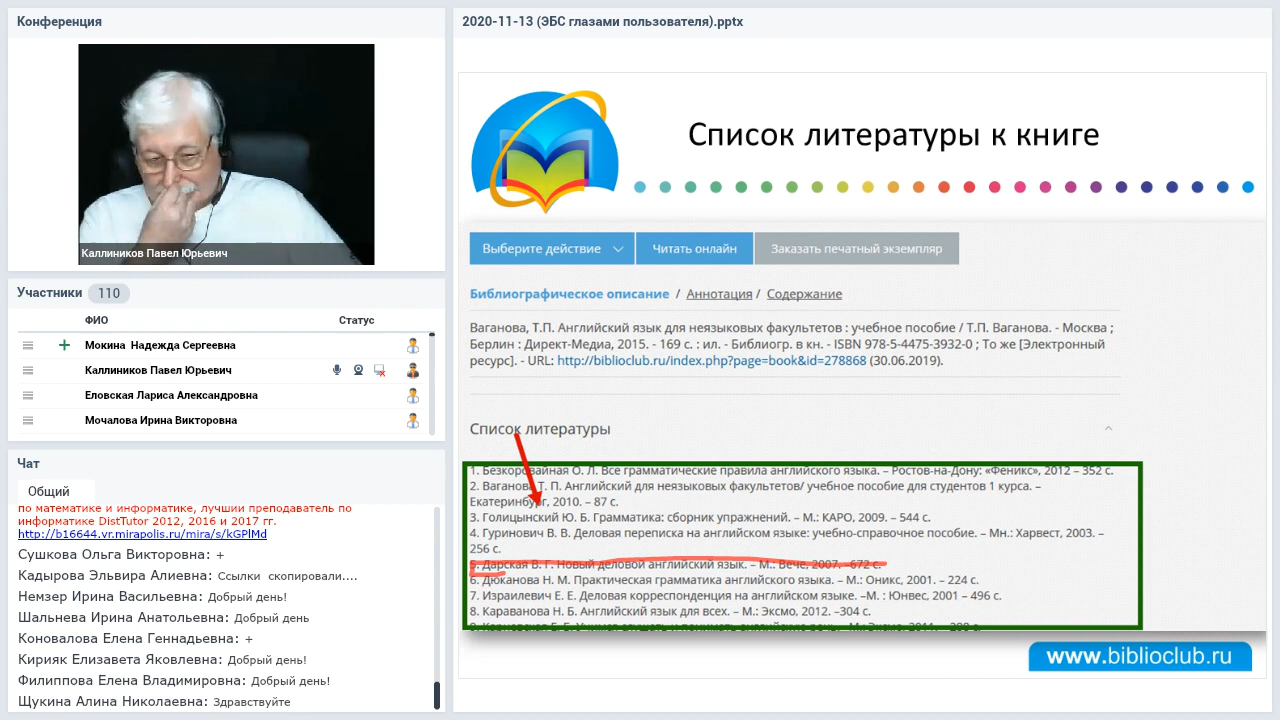 Конференция
Каллиников Павел Юрьевич
Участники 110
ФИО Статус
Мокина Надежда Сергеевна
Каллиников Павел Юрьевич
Еловская Лариса Александровна
Мочалова Ирина Викторовна
Чат
Общий
по математике и информатике, лучший преподаватель по
информатике DistTutor 2012, 2016 и 2017 гг.
http://b16644.vr.mirapolis.ru/mira/s/kGPlMd
Сушкова Ольга Викторовна: +
Кадырова Эльвира Алиевна: Ссылки скопировали....
Немзер Ирина Васильевна: Добрый день!
Шальнева Ирина Анатольевна: Добрый день
Коновалова Елена Геннадьевна: +
Кирияк Елизавета Яковлевна: Добрый день!
Филиппова Елена Владимировна: Добрый день!
Щукина Алина Николаевна: Здравствуйте
2020-11-13 (ЭБС глазами пользователя).pptx
Список литературы к книге
Выберите действие Читать онлайн Заказать печатный экземпляр
Библиографическое описание / Аннотация / Содержание
Ваганова, Т.П. Английский язык для неязыковых факультетов : учебное пособие / Т.П. Ваганова. - Москва ;
Берлин : Директ-Медиа, 2015. - 169 с. : ил. - Библиогр. в кн. - ISBN 978-5-4475-3932-0 ; То же [Электронный
ресурс]. - URL: http://biblioclub.ru/index.php?page=book&id=278868 (30.06.2019).
Список литературы
1. Безкоровайная О. Л. Все грамматические правила английского языка. – Ростов-на-Дону: «Феникс», 2012 – 352 с.
2. Ваганова Т. П. Английский для неязыковых факультетов/ учебное пособие для студентов 1 курса. –
Екатеринбург, 2010. – 87 с.
3. Голицынский Ю. Б. Грамматика: сборник упражнений. – М.: КАРО, 2009. – 544 с.
4. Гуринович В. В. Деловая переписка на английском языке: учебно-справочное пособие. – Мн.: Харвест, 2003. –
256 с.
5. Дарская В. Г. Новый деловой английский язык. – М.: Вече, 2007. –672 с.
6. Дюканова Н. М. Практическая грамматика английского языка. – М.: Оникс, 2001. – 224 с.
7. Израилевич Е. Е. Деловая корреспонденция на английском языке. –М. : Юнвес, 2001 – 496 с.
8. Караванова Н. Б. Английский язык для всех. – М.: Эксмо, 2012. –304 с.
www.biblioclub.ru